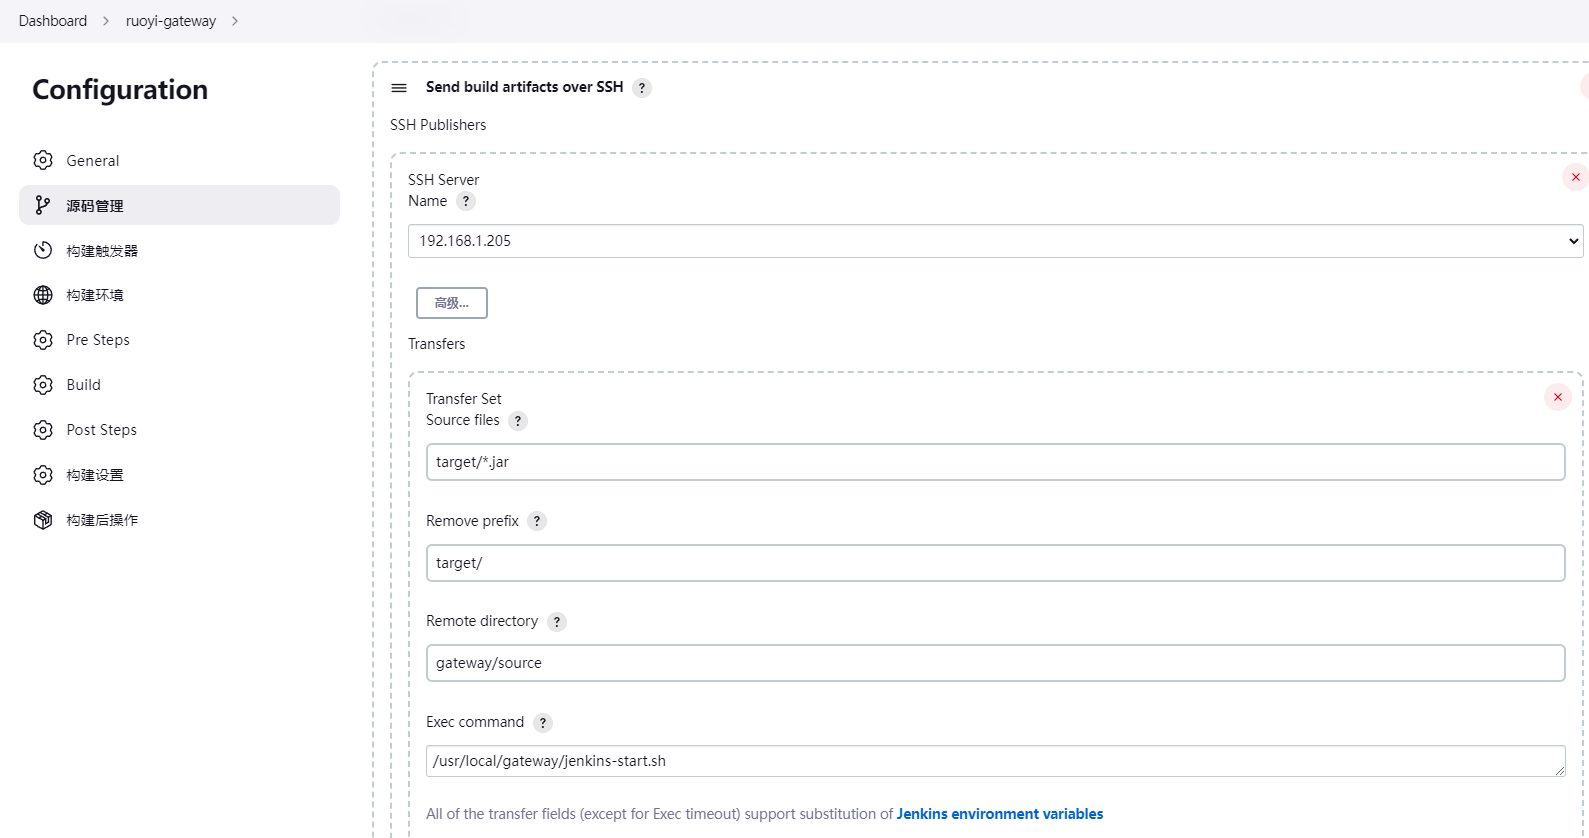 Dashboard
ruoyi-gateway
Configuration
General
源码管理
构建触发器
构建环境
Pre Steps
Build
Post Steps
构建设置
构建后操作
Send build artifacts over SSH ?
SSH Publishers
SSH Server
Name ?
192.168.1.205
高级...
Transfers
Transfer Set
Source files ?
target/*.jar
Remove prefix ?
target/
Remote directory ?
gateway/source
Exec command ?
/usr/local/gateway/jenkins-start.sh
All of the transfer fields (except for Exec timeout) support substitution of Jenkins environment variables